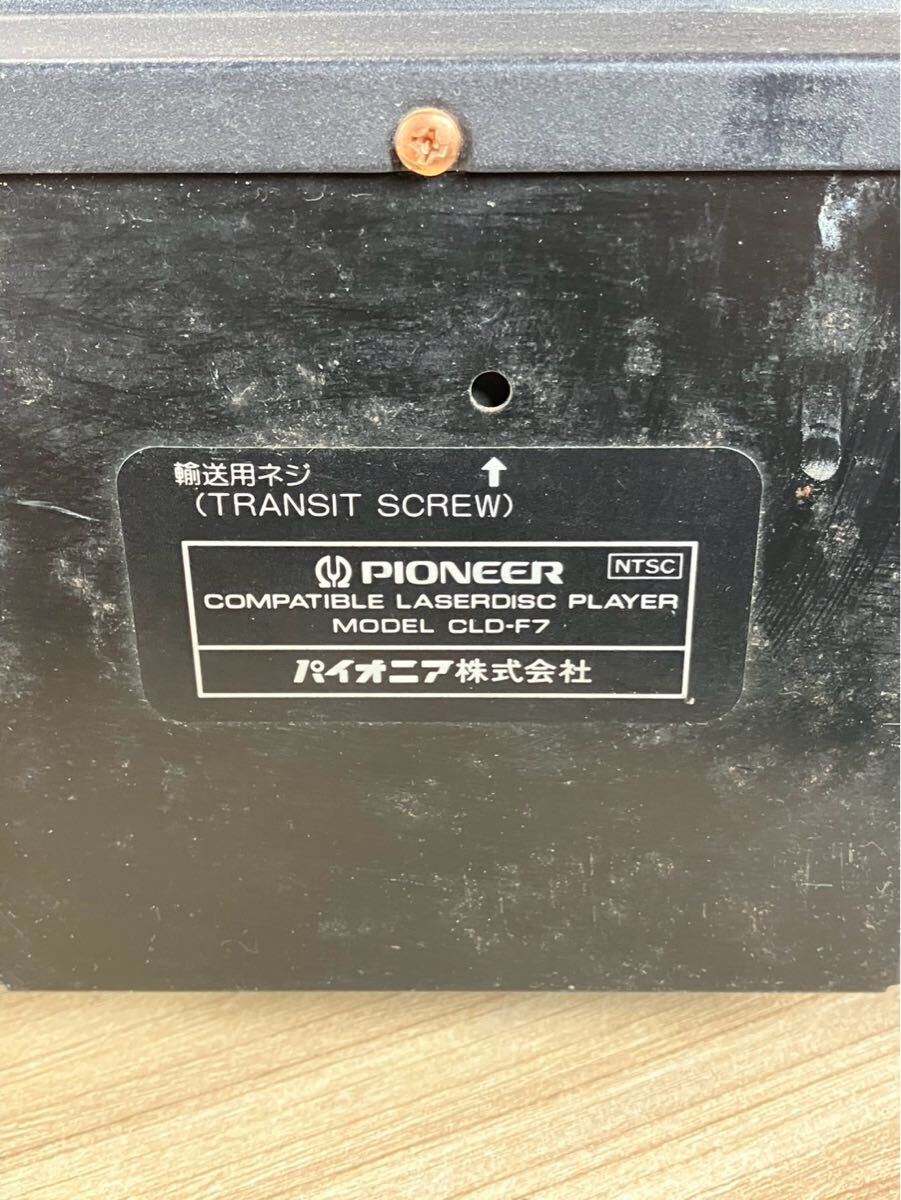 輸送用ネジ ↑
(TRANSIT SCREW)
PIONEER NTSC
COMPATIBLE LASERDISC PLAYER
MODEL CLD-F7
パイオニア株式会社